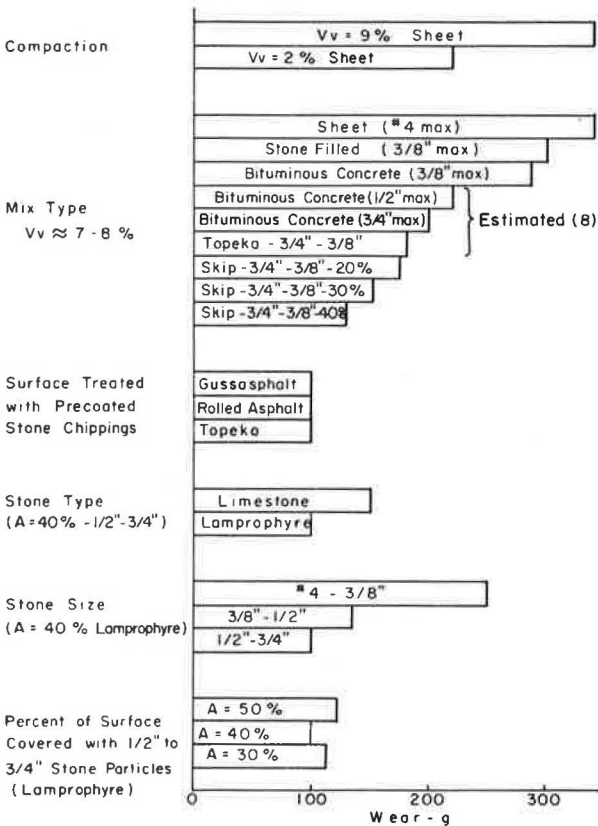 Compaction
Vv = 9 % Sheet
Vv = 2 % Sheet
Mix Type
Vv ≈ 7 - 8 %
Sheet (#4 max)
Stone Filled (3/8" max)
Bituminous Concrete (3/8" max)
Bituminous Concrete (1/2" max)
Bituminous Concrete (3/4" max)
Topeka - 3/4" - 3/8"
Estimated (8)
Skip - 3/4" - 3/8" - 20%
Skip - 3/4" - 3/8" - 30%
Skip - 3/4" - 3/8" - 40%
Surface Treated
with Precoated
Stone Chippings
Gussasphalt
Rolled Asphalt
Topeka
Stone Type
(A = 40% - 1/2" - 3/4")
Limestone
Lamprophyre
Stone Size
(A = 40 % Lamprophyre)
#4 - 3/8"
3/8" - 1/2"
1/2" - 3/4"
Percent of Surface
Covered with 1/2" to
3/4" Stone Particles
(Lamprophyre)
A = 50 %
A = 40 %
A = 30 %
0 100 200 300
Wear - g